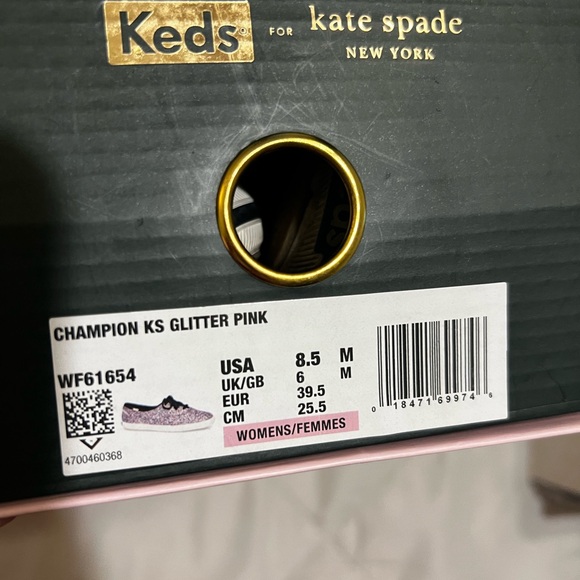 Keds FOR kate spade
NEW YORK
CHAMPION KS GLITTER PINK
WF61654
4700460368
USA 8.5 M
UK/GB 6 M
EUR 39.5
CM 25.5
WOMENS/FEMMES
0 18471 69974 6